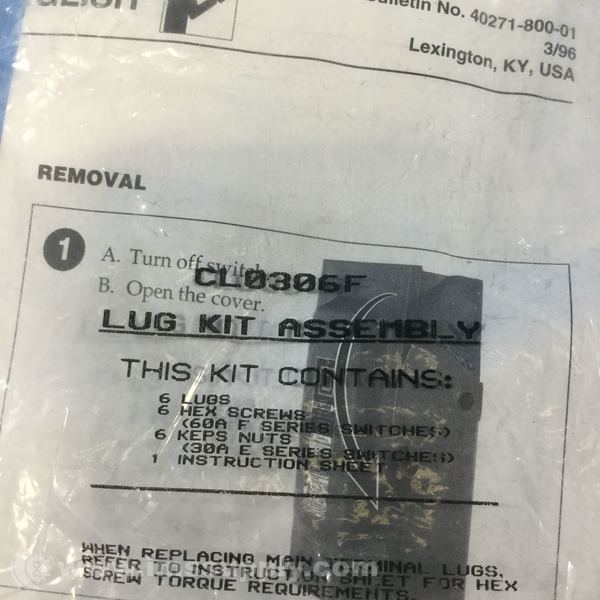 Bulletin No. 40271-800-01
3/96
Lexington, KY, USA
REMOVAL
1
A. Turn off switch.
B. Open the cover.
CL0306F
LUG KIT ASSEMBLY
THIS KIT CONTAINS:
6 LUGS
6 HEX SCREWS
(60A F SERIES SWITCHES)
6 KEPS NUTS
(30A E SERIES SWITCHES)
1 INSTRUCTION SHEET
WHEN REPLACING MAIN TERMINAL LUGS,
REFER TO INSTRUCTION SHEET FOR HEX
SCREW TORQUE REQUIREMENTS.